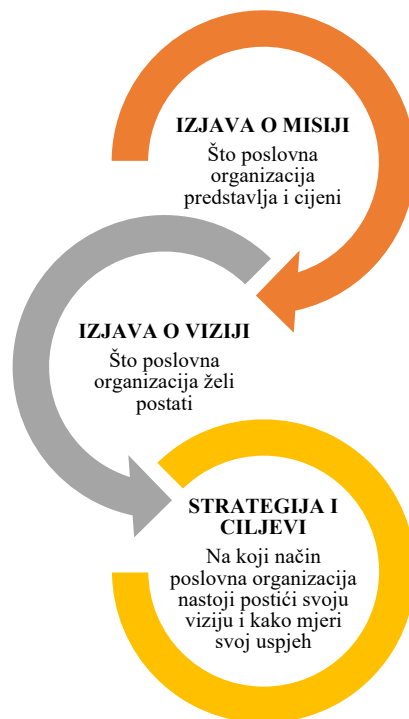 IZJAVA O MISIJI
Što poslovna
organizacija
predstavlja i cijeni
IZJAVA O VIZIJI
Što poslovna
organizacija želi
postati
STRATEGIJA I
CILJEVI
Na koji način
poslovna organizacija
nastoji postići svoju
viziju i kako mjeri
svoj uspjeh